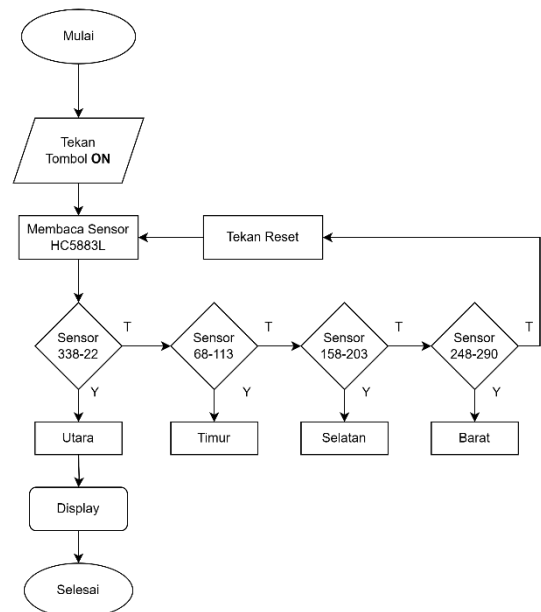 Mulai
Tekan
Tombol ON
Membaca Sensor
HC5883L
Tekan Reset
Sensor
338-22
T
Sensor
68-113
T
Sensor
158-203
T
Sensor
248-290
T
Y
Y
Y
Y
Utara
Timur
Selatan
Barat
Display
Selesai